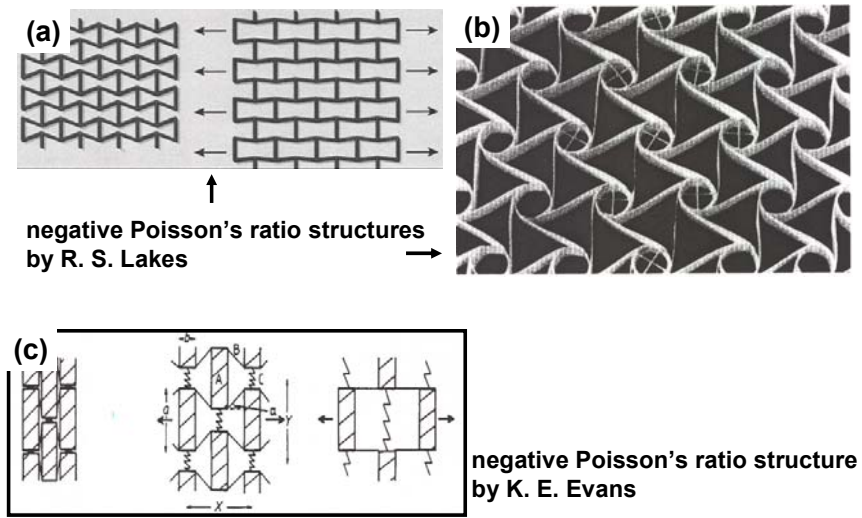 (a)
(b)
negative Poisson's ratio structures
by R. S. Lakes
(c)
b
B
A
C
a
α
Y
X
negative Poisson's ratio structure
by K. E. Evans